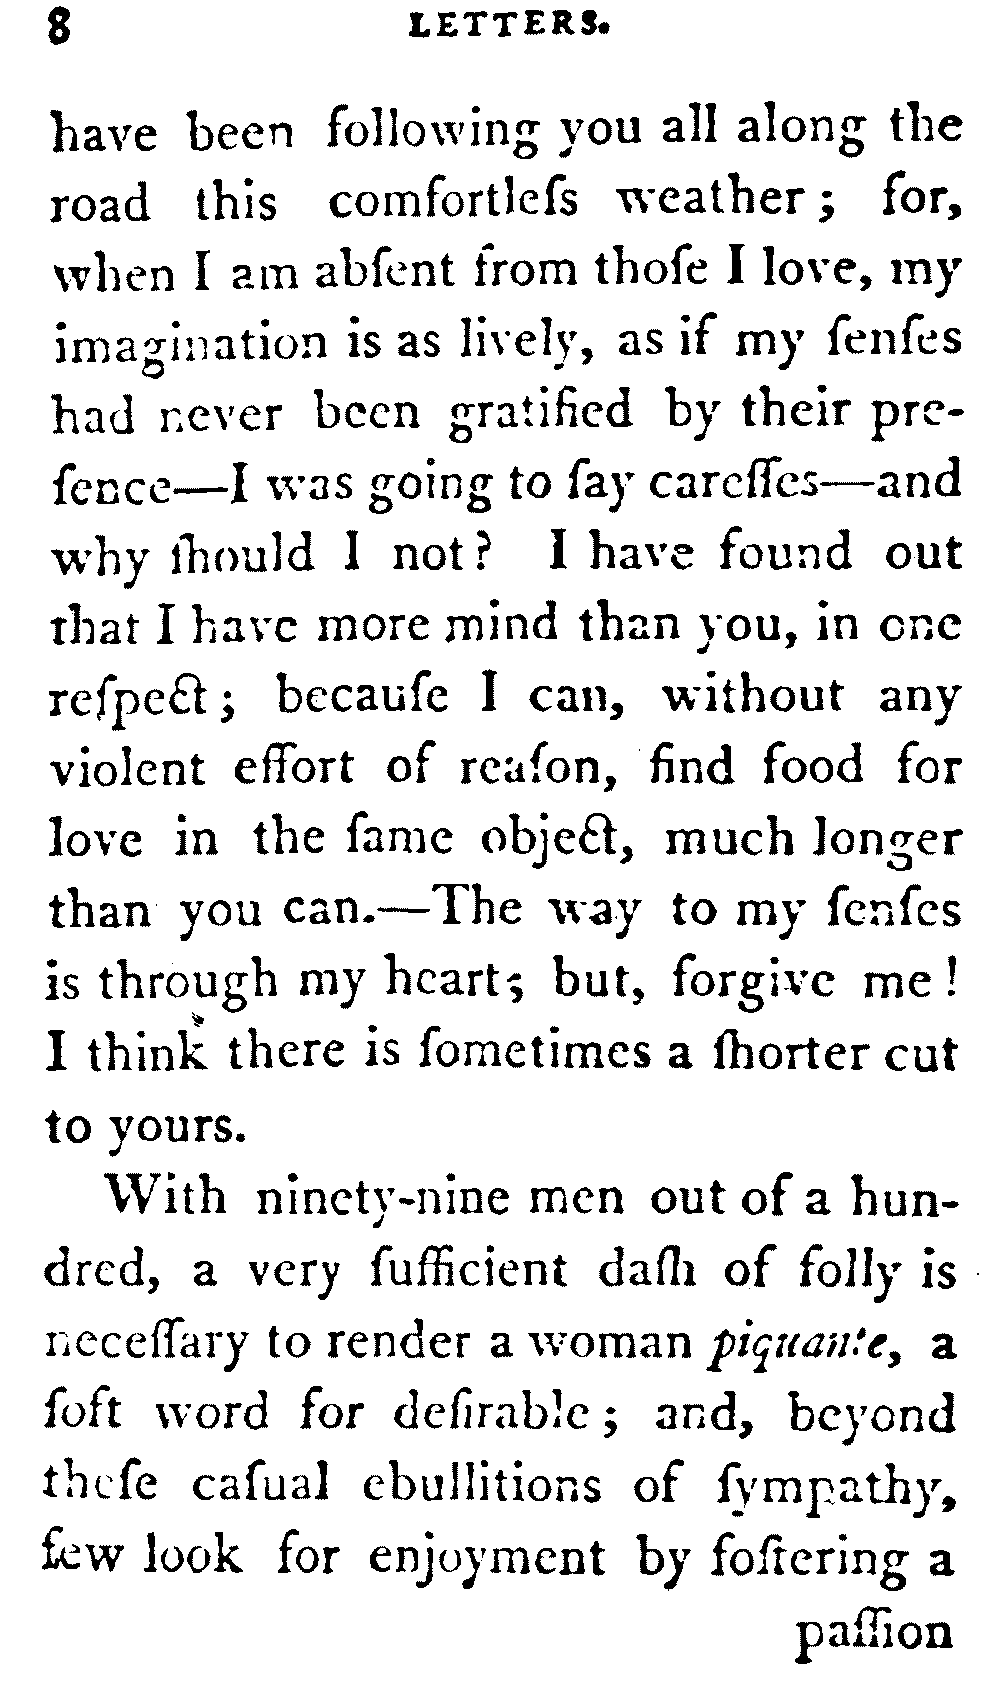 8 LETTERS.
have been following you all along the
road this comfortleſs weather; for,
when I am abſent from thoſe I love, my
imagination is as lively, as if my ſenſes
had never been gratified by their pre-
ſence—I was going to ſay careſſes—and
why ſhould I not? I have found out
that I have more mind than you, in one
reſpect; becauſe I can, without any
violent effort of reaſon, find food for
love in the ſame object, much longer
than you can.—The way to my ſenſes
is through my heart; but, forgive me!
I think there is ſometimes a ſhorter cut
to yours.
With ninety-nine men out of a hun-
dred, a very ſufficient daſh of folly is
neceſſary to render a woman piquante, a
ſoft word for deſirable; and, beyond
theſe caſual ebullitions of ſympathy,
few look for enjoyment by foſtering a
paſſion